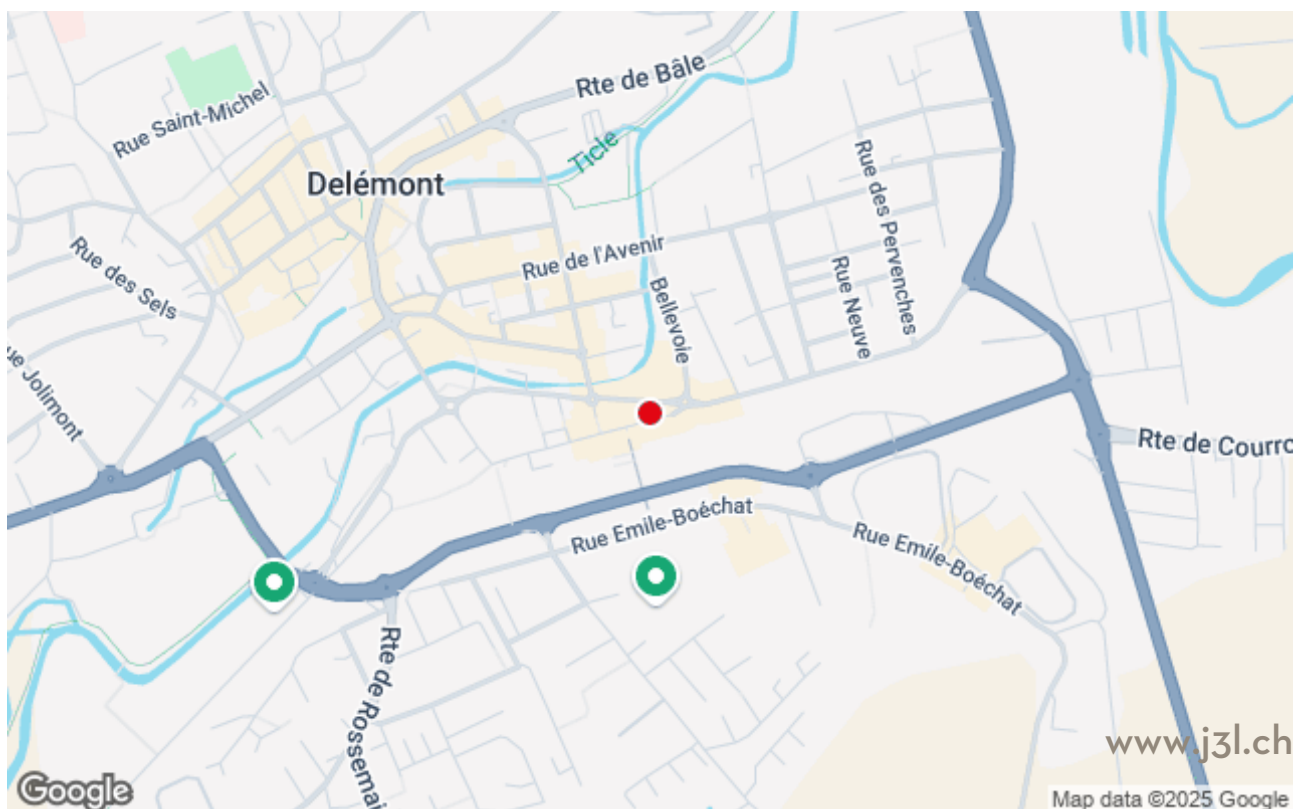 Rte de Bâle
Rue Saint-Michel
Ticle
Delémont
Rue des Pervenches
Rue de l'Avenir
Rue des Sels
Bellevoie
Rue Neuve
ue Jolimont
Rte de Courro
Rue Emile-Boéchat
Rue Emile-Boéchat
Rte de Rossemai
www.j3l.ch
Google
Map data ©2025 Google